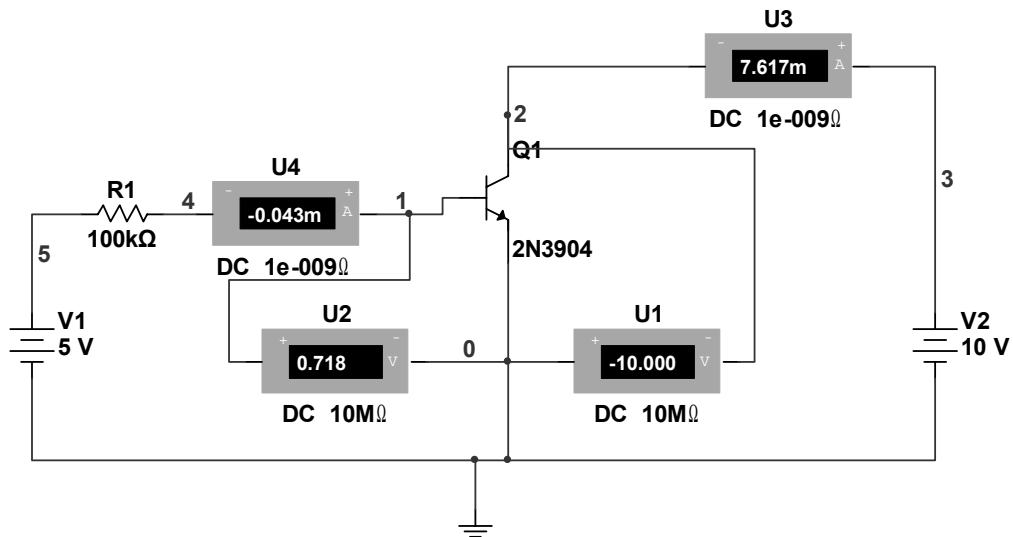 U3
- +
7.617m A
DC 1e-009Ω
2
Q1
3
U4
R1
4
- +
-0.043m A
1
100kΩ
5
2N3904
DC 1e-009Ω
V1
5 V
U2
+ -
0.718 V
DC 10MΩ
0
U1
+ -
-10.000 V
DC 10MΩ
V2
10 V